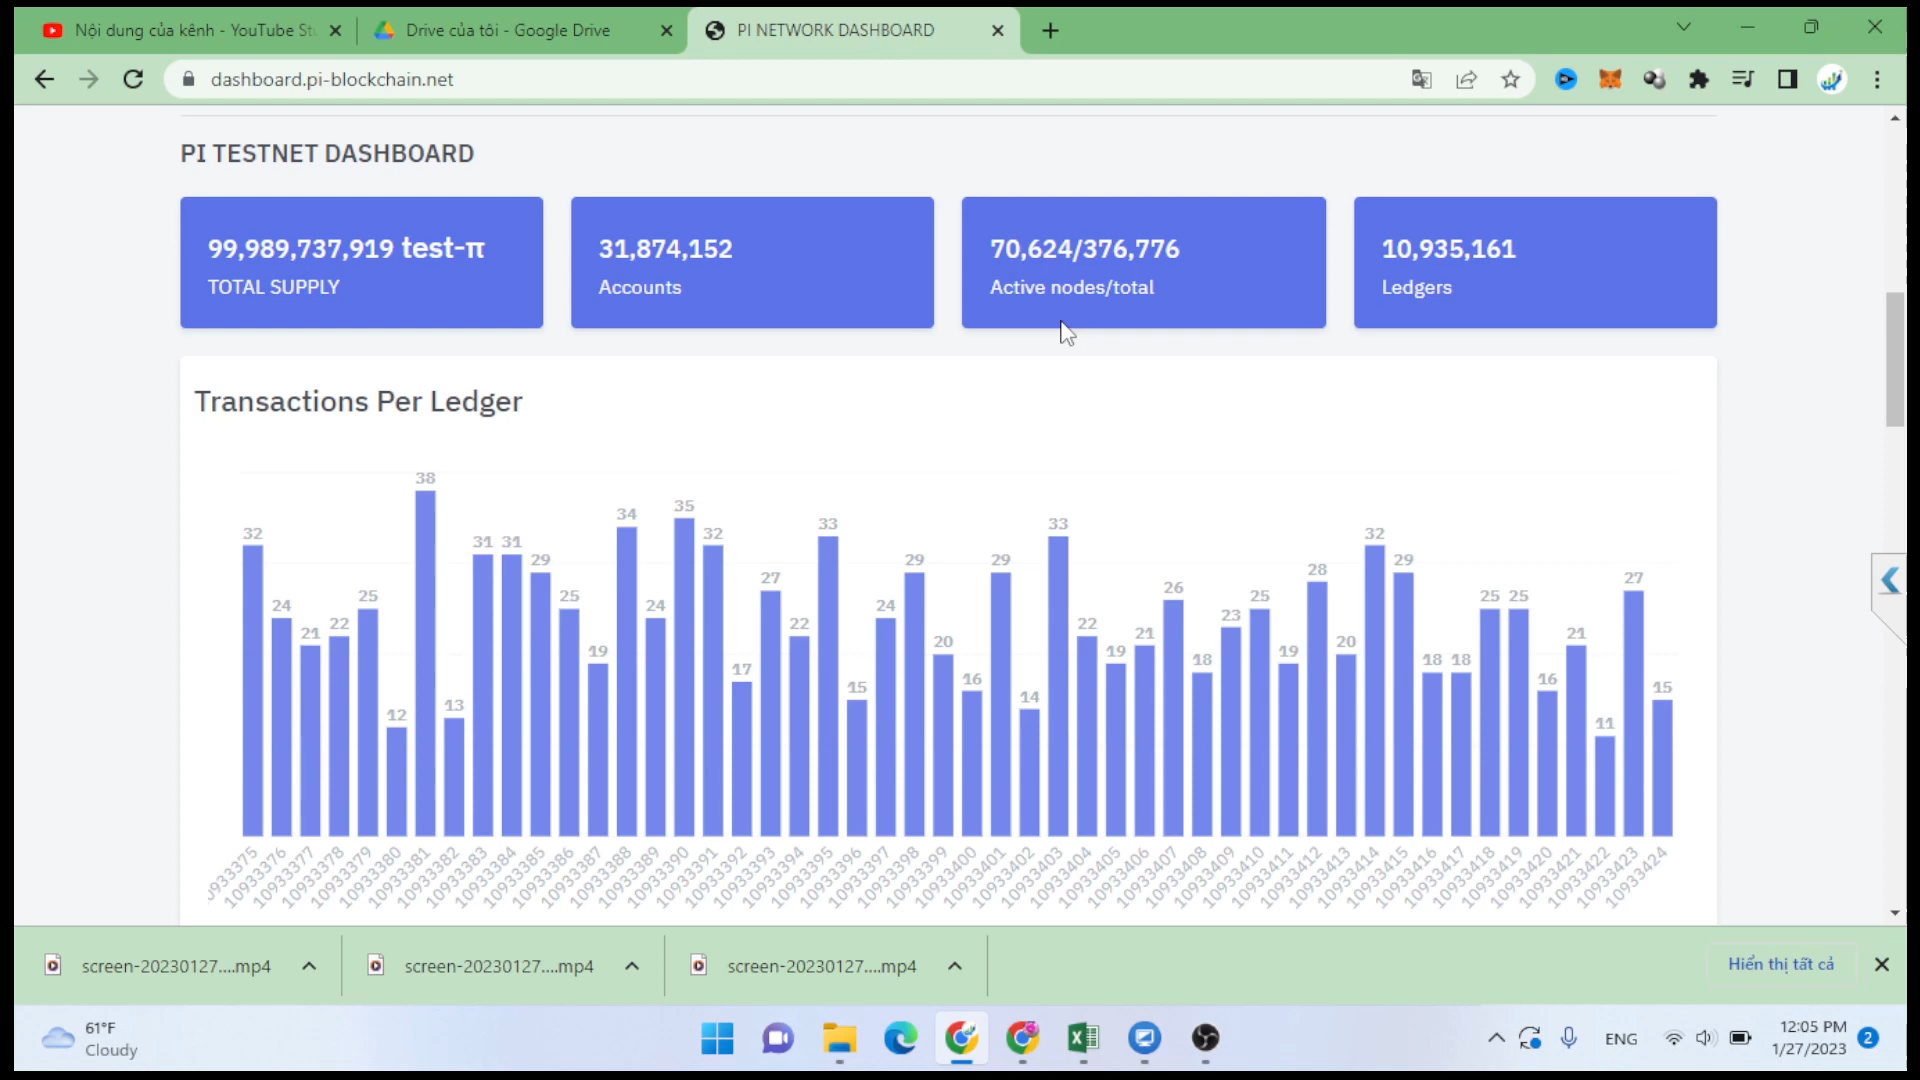 Nội dung của kênh - YouTube St
Drive của tôi - Google Drive
PI NETWORK DASHBOARD
dashboard.pi-blockchain.net
PI TESTNET DASHBOARD
99,989,737,919 test-π
TOTAL SUPPLY
31,874,152
Accounts
70,624/376,776
Active nodes/total
10,935,161
Ledgers
Transactions Per Ledger
32 24 21 22 25 12 38 13 31 31 29 25 19 34 24 35 32 17 27 22 33 15 24 29 20 16 29 14 33 22 19 21 26 18 23 25 19 28 20 32 29 18 18 25 25 16 21 11 27 15
0933375 10933376 10933377 10933378 10933379 10933380 10933381 10933382 10933383 10933384 10933385 10933386 10933387 10933388 10933389 10933390 10933391 10933392 10933393 10933394 10933395 10933396 10933397 10933398 10933399 10933400 10933401 10933402 10933403 10933404 10933405 10933406 10933407 10933408 10933409 10933410 10933411 10933412 10933413 10933414 10933415 10933416 10933417 10933418 10933419 10933420 10933421 10933422 10933423 10933424
screen-20230127....mp4
screen-20230127....mp4
screen-20230127....mp4
Hiển thị tất cả
61°F
Cloudy
ENG
12:05 PM
1/27/2023
2